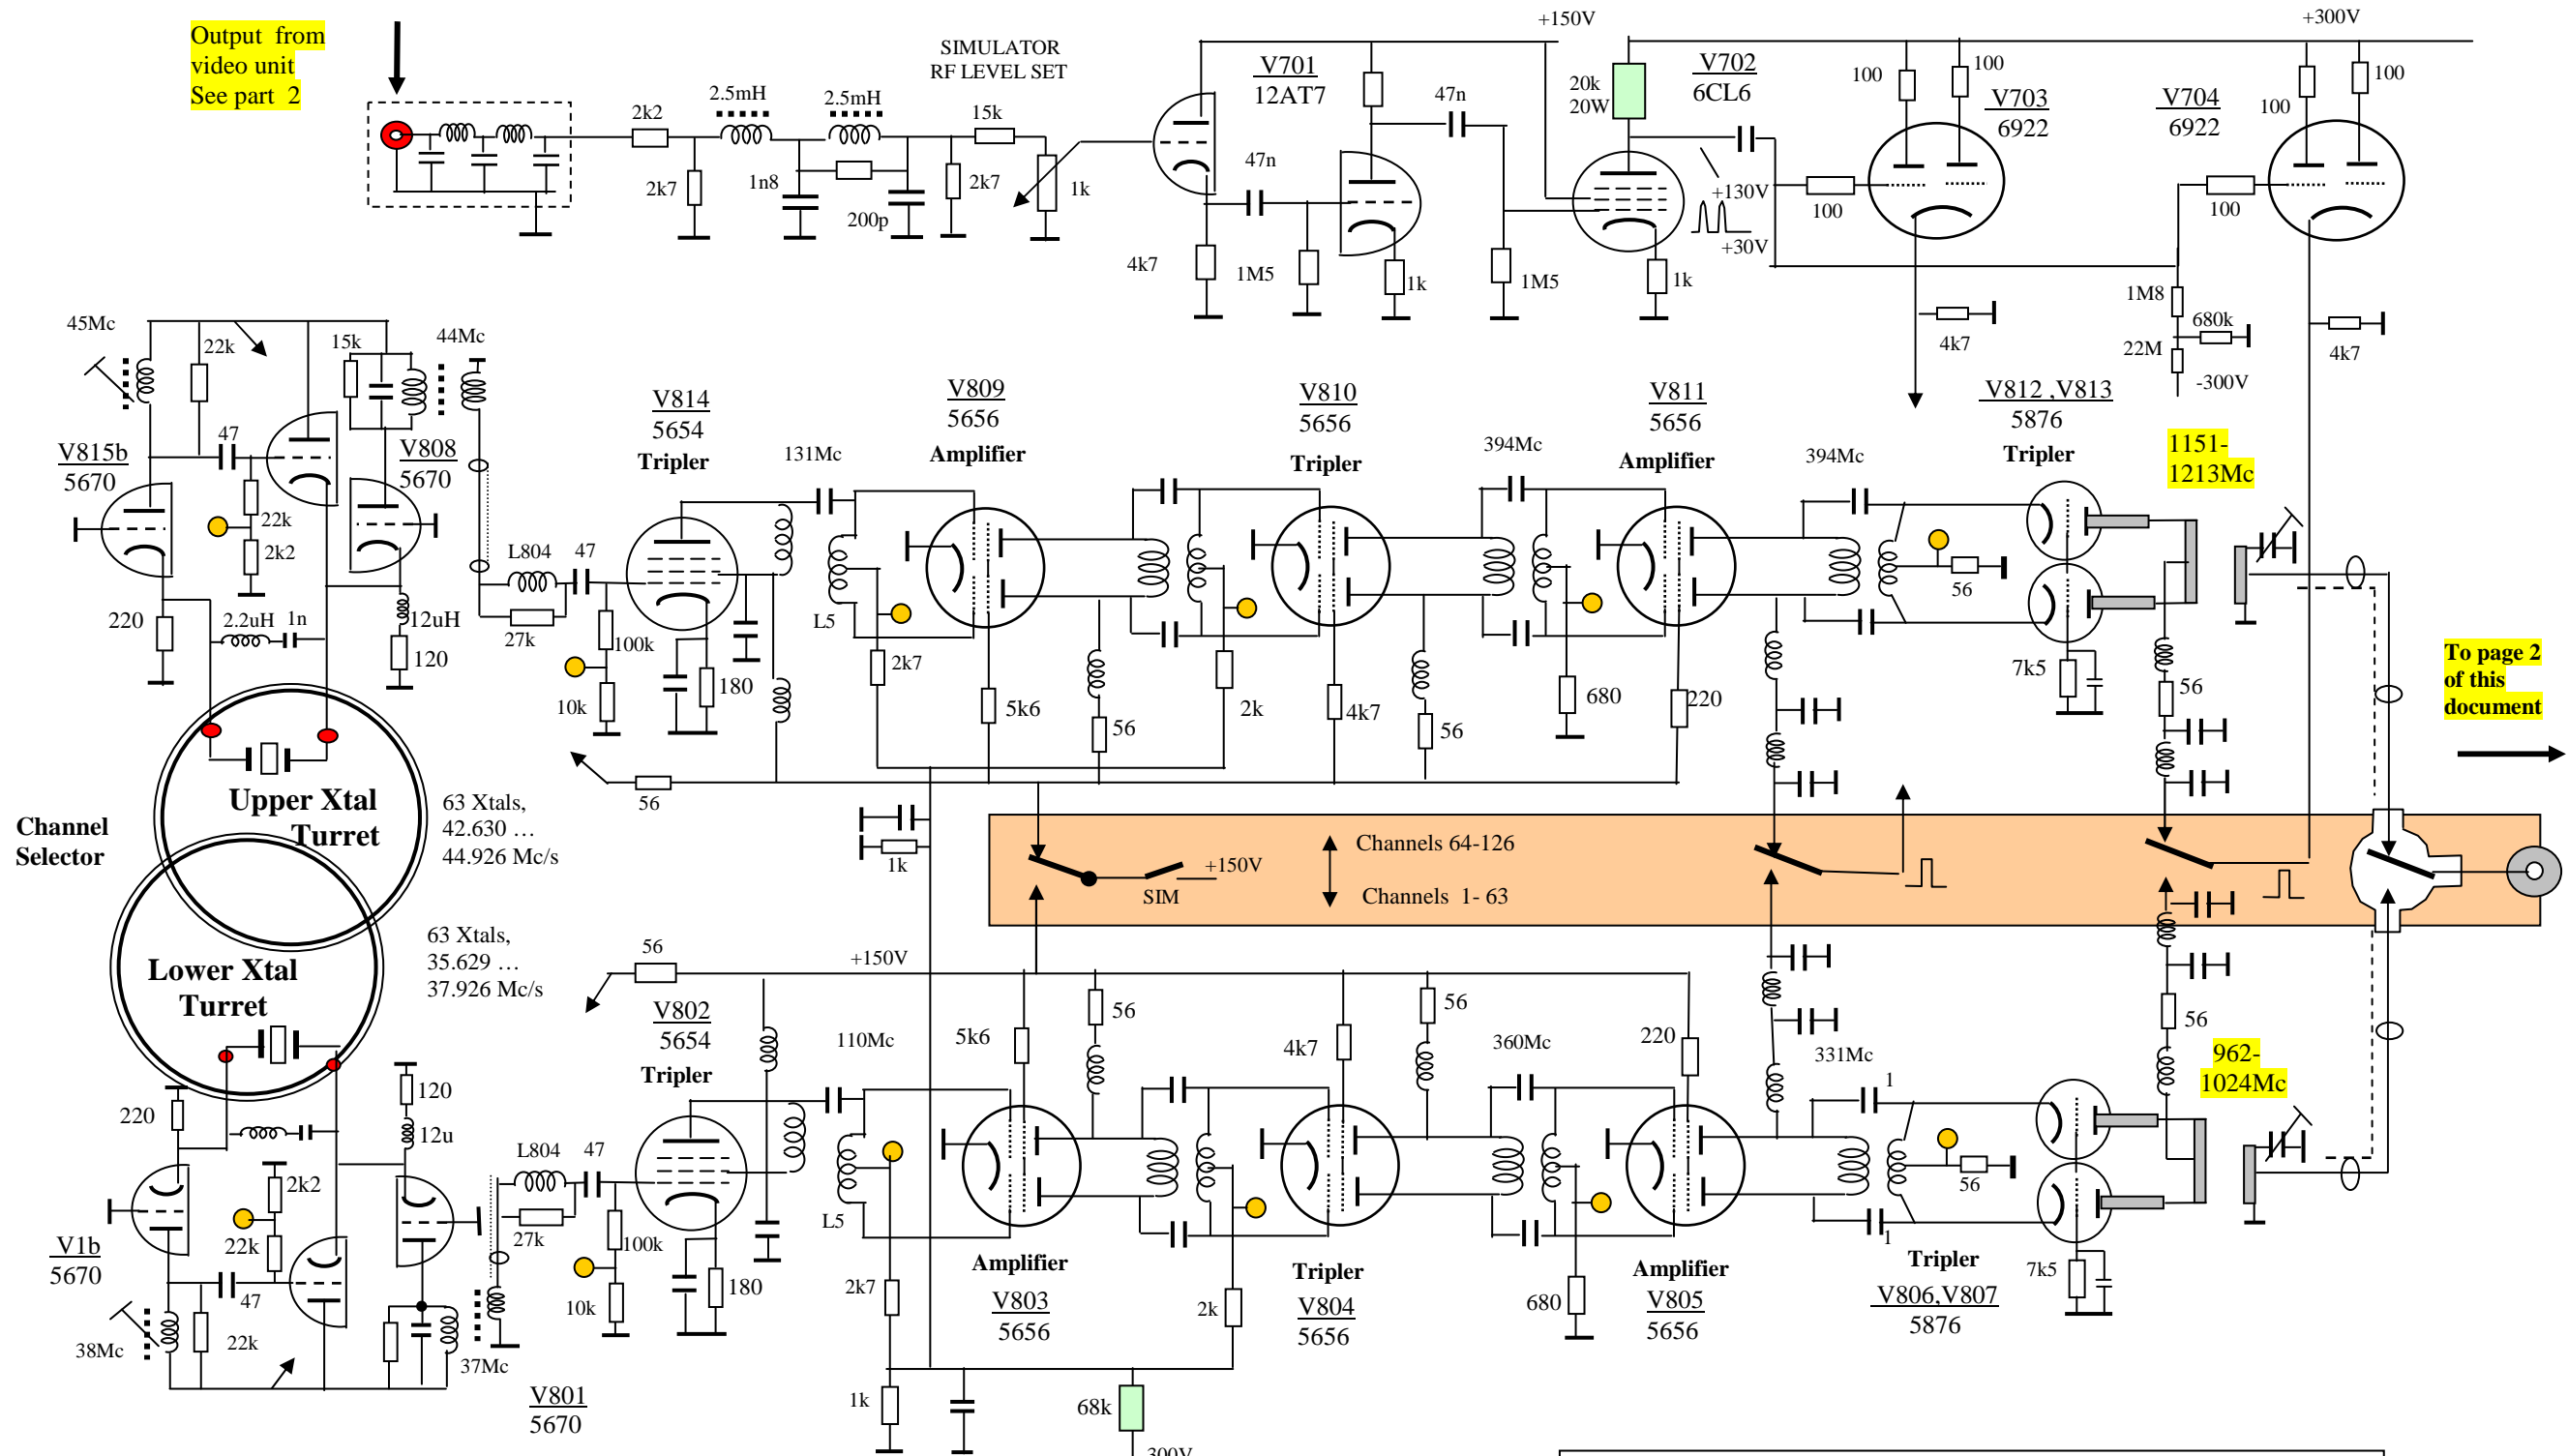 Output from
video unit
See part 2
SIMULATOR
RF LEVEL SET
2k2
2.5mH
2.5mH
15k
2k7
1n8
200p
2k7
1k
V701
12AT7
47n
47n
4k7
1M5
1k
1M5
+150V
20k
20W
V702
6CL6
+130V
+30V
1k
100
100
V703
6922
100
4k7
+300V
V704
6922
100
100
100
1M8
680k
22M
-300V
4k7
45Mc
22k
15k
44Mc
V815b
5670
47
V808
5670
22k
2k2
220
2.2uH
1n
12uH
120
L804
47
27k
100k
10k
V814
5654
Tripler
180
131Mc
L5
V809
5656
Amplifier
2k7
5k6
56
V810
5656
Tripler
2k
4k7
56
394Mc
V811
5656
Amplifier
680
220
394Mc
V812 ,V813
5876
Tripler
56
7k5
56
1151-
1213Mc
To page 2
of this
document
Channel
Selector
Upper Xtal
Turret
63 Xtals,
42.630 …
44.926 Mc/s
56
1k
SIM
+150V
Channels 64-126
Channels 1- 63
Lower Xtal
Turret
63 Xtals,
35.629 …
37.926 Mc/s
56
+150V
220
120
12u
2k2
22k
V1b
5670
47
22k
38Mc
37Mc
V801
5670
L804
47
27k
100k
10k
V802
5654
Tripler
180
110Mc
L5
2k7
1k
5k6
56
Amplifier
V803
5656
68k
300V
2k
4k7
56
Tripler
V804
5656
360Mc
680
220
Amplifier
V805
5656
331Mc
1
1
56
Tripler
V806,V807
5876
7k5
56
962-
1024Mc